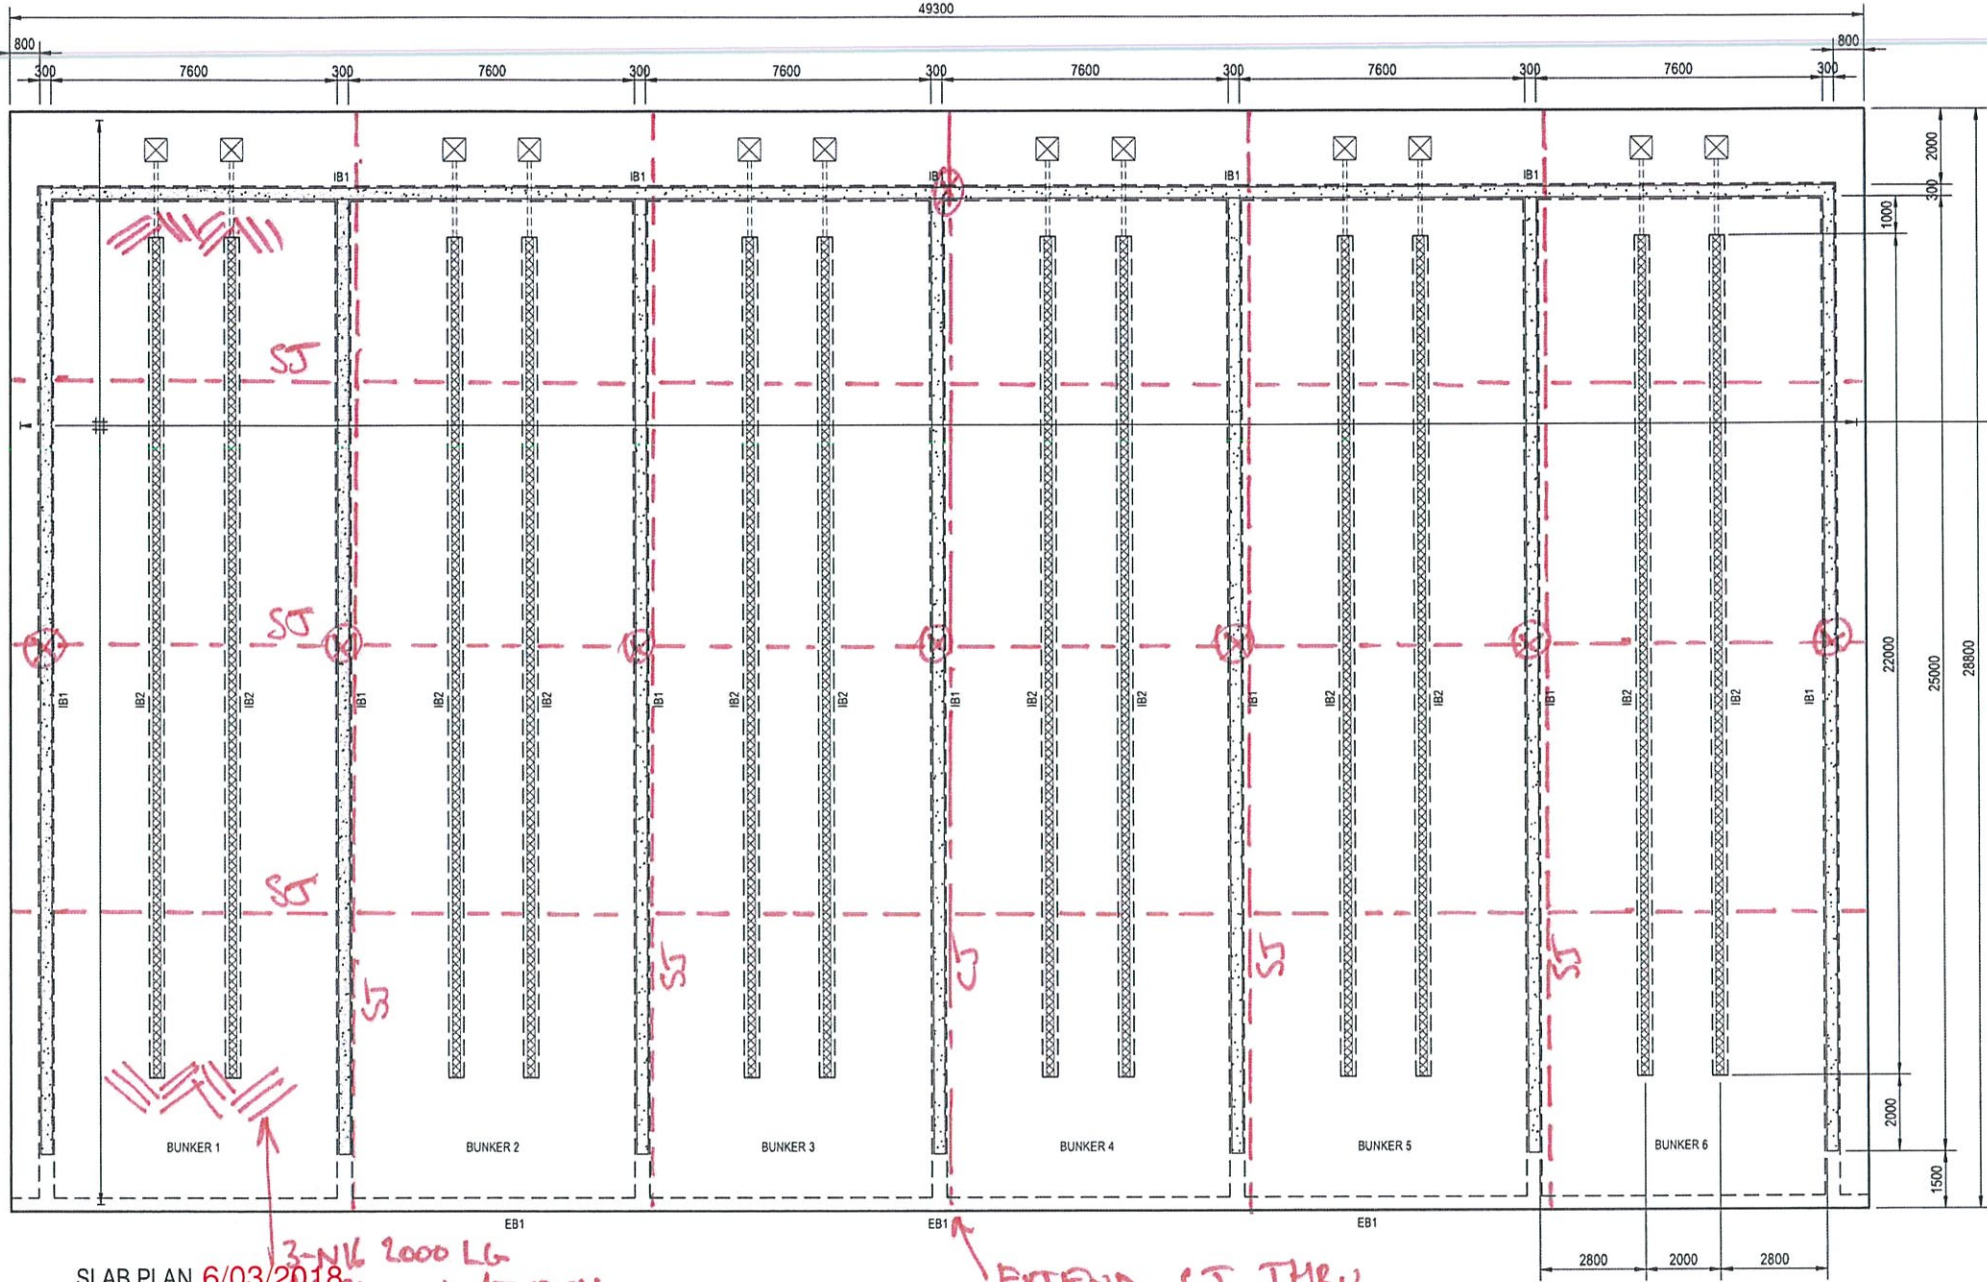 49300
800 800
300 7600 300 7600 300 7600 300 7600 300 7600 300 7600 300
2000
IB1 IB1 IB1 IB1 IB1
300
1000
SJ
SJ
22000 25000 28800
IB1 IB2 IB2 IB1 IB2 IB2 IB1 IB2 IB2 IB1 IB2 IB2 IB1 IB2 IB2 IB1 IB2 IB2 IB1
SJ
SJ SJ CJ SJ SJ
2000
BUNKER 1 BUNKER 2 BUNKER 3 BUNKER 4 BUNKER 5 BUNKER 6
1500
EB1 EB1 EB1
2800 2000 2800
3-N16 2000 LG
SLAB PLAN 6/03/2018
THRU